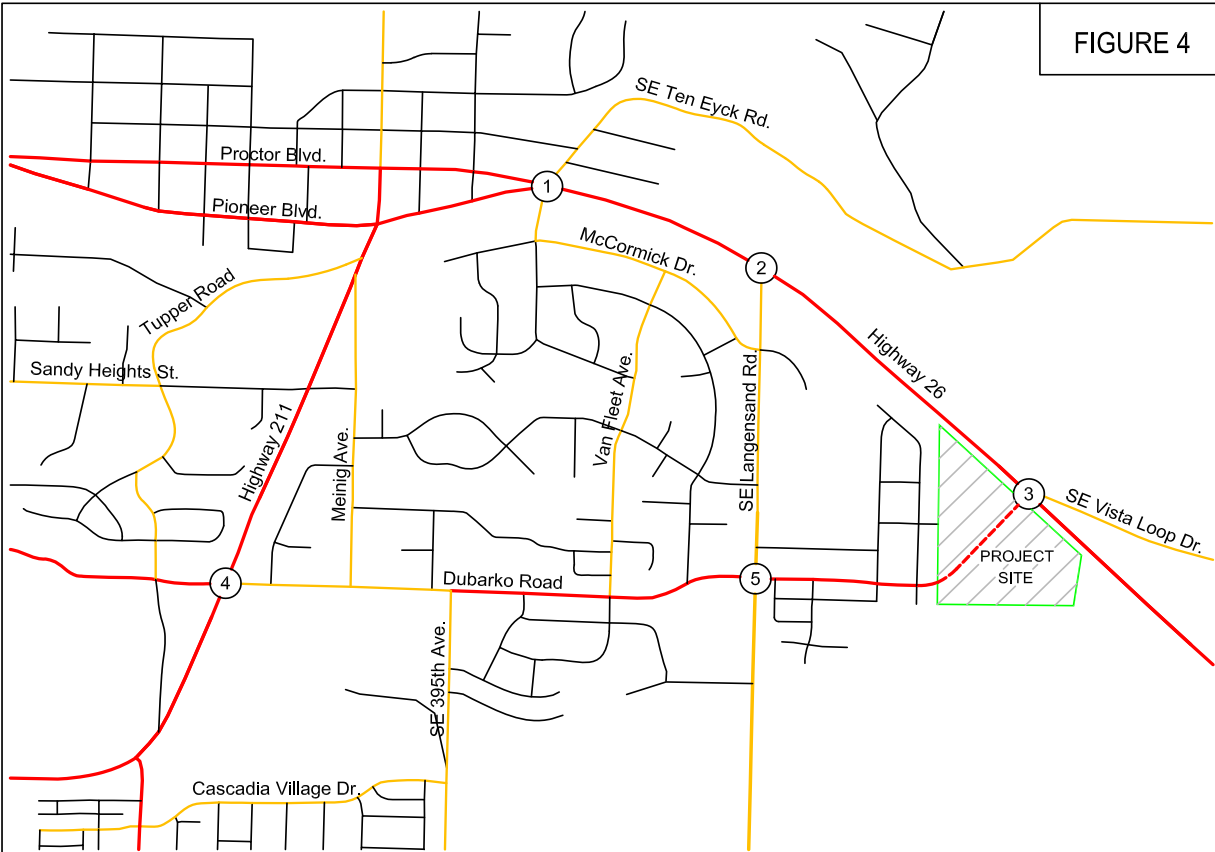 FIGURE 4
SE Ten Eyck Rd.
Proctor Blvd.
1
Pioneer Blvd.
McCormick Dr.
2
Tupper Road
Highway 26
Sandy Heights St.
SE Langensand Rd.
Van Fleet Ave.
Highway 211
Meinig Ave.
3
SE Vista Loop Dr.
PROJECT
SITE
4
Dubarko Road
5
SE 395th Ave.
Cascadia Village Dr.